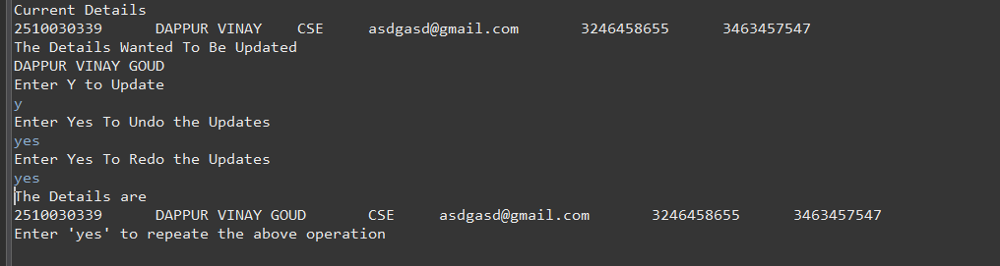 Current Details
2510030339 DAPPUR VINAY CSE asdgasd@gmail.com 3246458655 3463457547
The Details Wanted To Be Updated
DAPPUR VINAY GOUD
Enter Y to Update
y
Enter Yes To Undo the Updates
yes
Enter Yes To Redo the Updates
yes
The Details are
2510030339 DAPPUR VINAY GOUD CSE asdgasd@gmail.com 3246458655 3463457547
Enter 'yes' to repeate the above operation